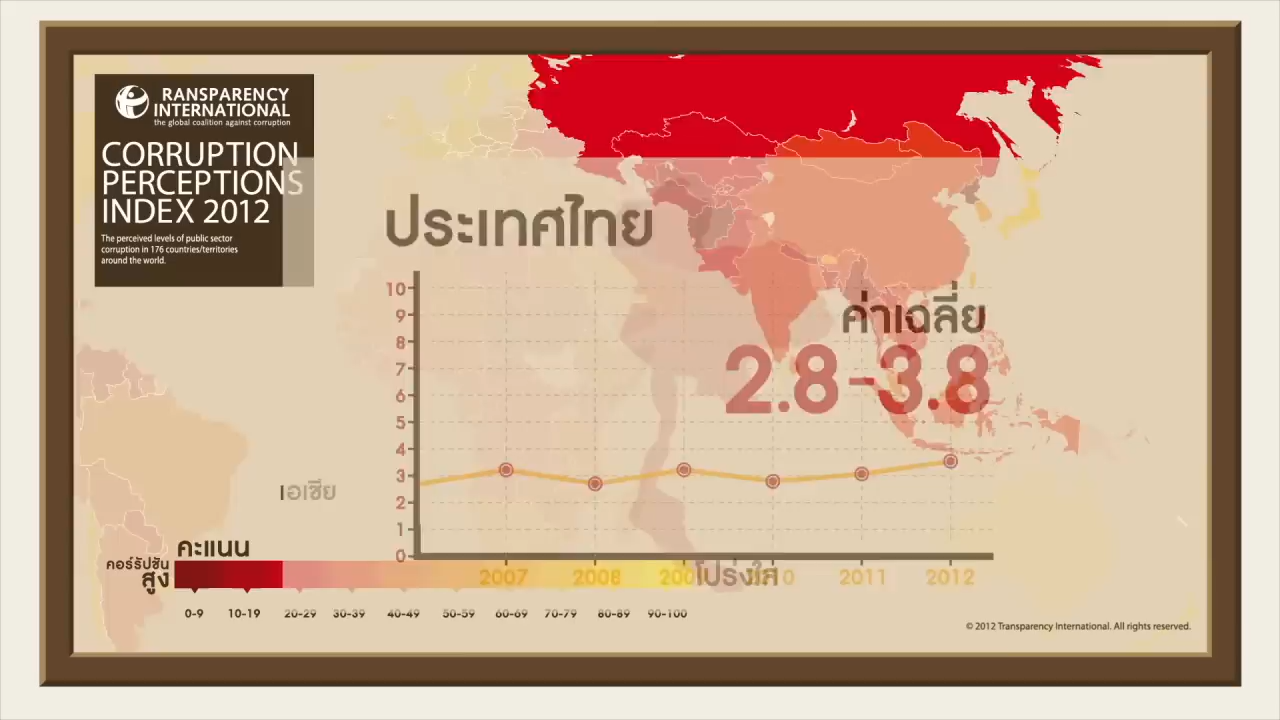 RANSPARENCY
INTERNATIONAL
the global coalition against corruption
CORRUPTION
PERCEPTIONS
INDEX 2012
The perceived levels of public sector
corruption in 176 countries/territories
around the world.
ประเทศไทย
ค่าเฉลี่ย
2.8-3.8
10
9
8
7
6
5
4
3
2
1
0
2007 2008 2011 2012
เอเชีย
คะแนน
คอร์รัปชัน
สูง
โปร่งใส
0-9 10-19 20-29 30-39 40-49 50-59 60-69 70-79 80-89 90-100
© 2012 Transparency International. All rights reserved.